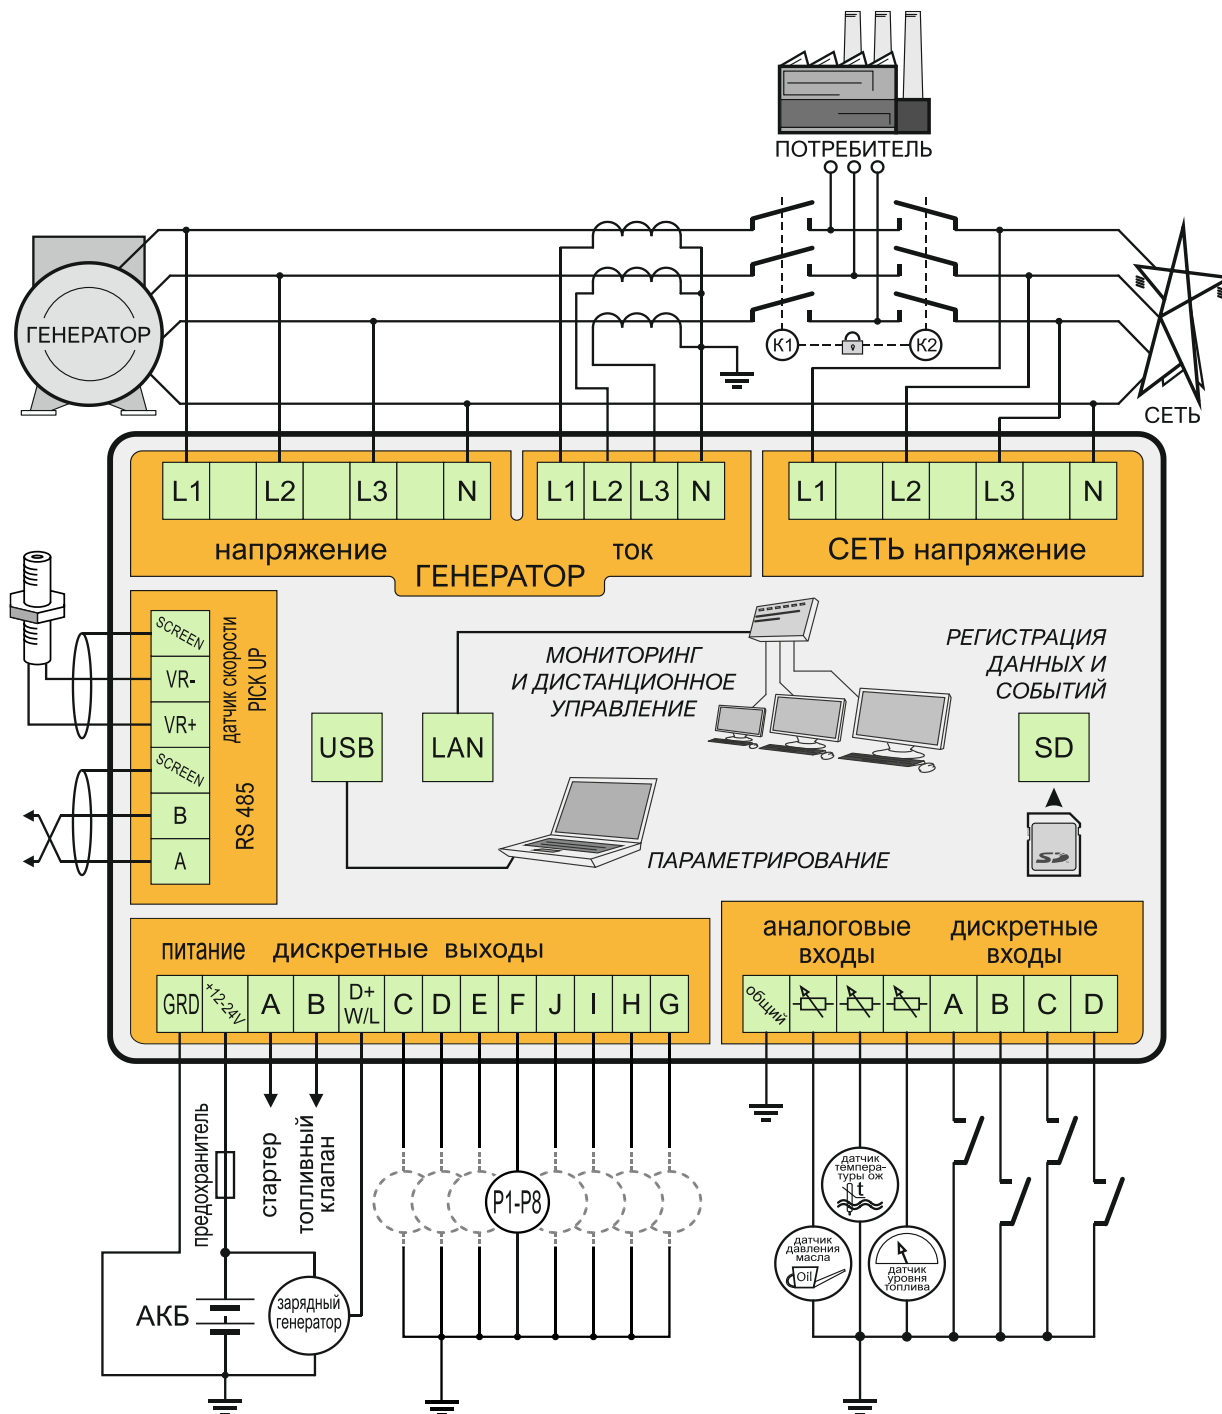 ПОТРЕБИТЕЛЬ
ГЕНЕРАТОР
К1
К2
СЕТЬ
L1 L2 L3 N
L1 L2 L3 N
L1 L2 L3 N
напряжение
ток
ГЕНЕРАТОР
СЕТЬ напряжение
SCREEN
VR-
VR+
SCREEN
B
A
датчик скорости
PICK UP
RS 485
МОНИТОРИНГ
И ДИСТАНЦИОННОЕ
УПРАВЛЕНИЕ
РЕГИСТРАЦИЯ
ДАННЫХ И
СОБЫТИЙ
USB
LAN
SD
SD
ПАРАМЕТРИРОВАНИЕ
питание
дискретные выходы
GRD
+12-24V
A
B
D+
W/L
C D E F J I H G
аналоговые
входы
дискретные
входы
общий
A B C D
предохранитель
стартер
топливный
клапан
P1-P8
АКБ
зарядный
генератор
датчик
темпера-
туры ож
t
датчик
давления
масла
Oil
датчик
уровня
топлива